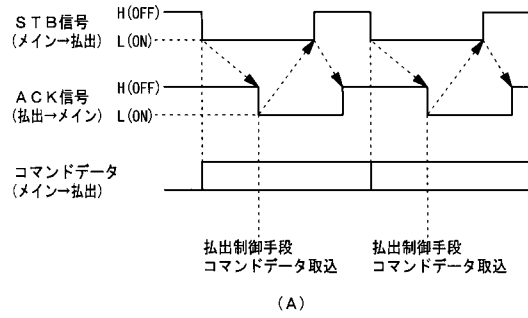 STB信号 H(OFF)
(メイン→払出) L(ON)
ACK信号 H(OFF)
(払出→メイン) L(ON)
コマンドデータ
(メイン→払出)
払出制御手段 払出制御手段
コマンドデータ取込 コマンドデータ取込
(A)